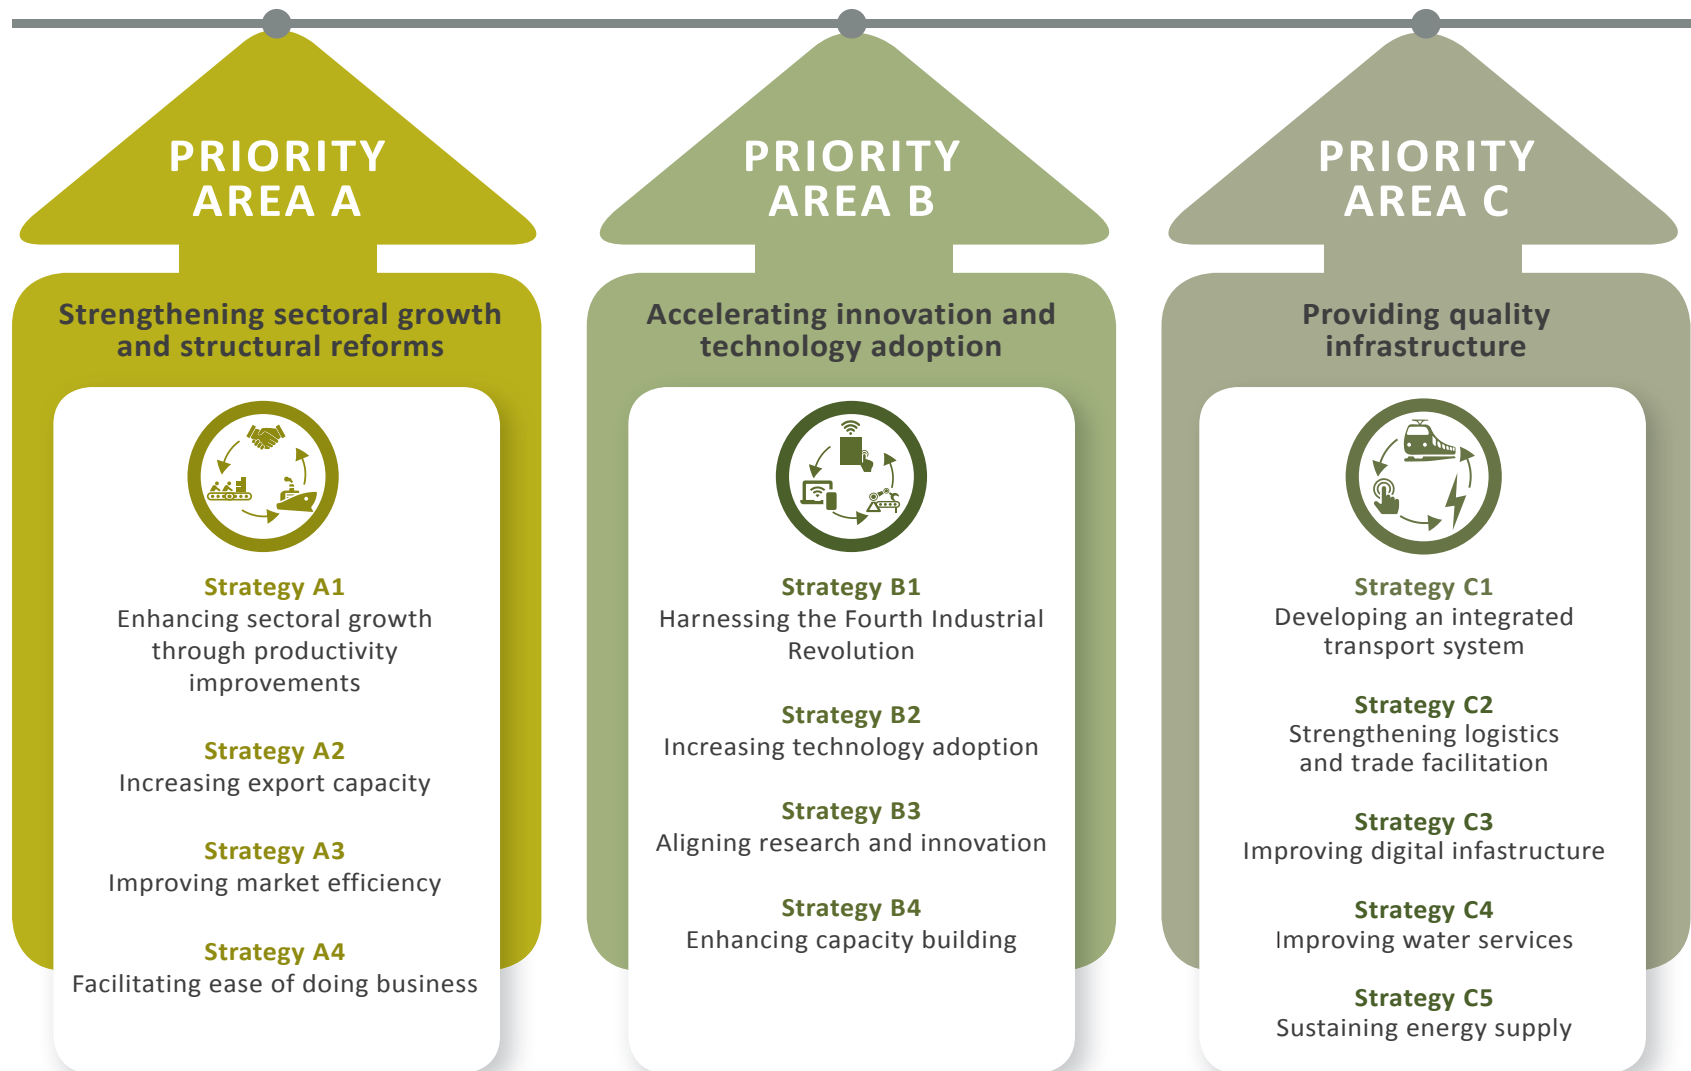 PRIORITY
AREA A
Strengthening sectoral growth
and structural reforms
Strategy A1
Enhancing sectoral growth
through productivity
improvements
Strategy A2
Increasing export capacity
Strategy A3
Improving market efficiency
Strategy A4
Facilitating ease of doing business
PRIORITY
AREA B
Accelerating innovation and
technology adoption
Strategy B1
Harnessing the Fourth Industrial
Revolution
Strategy B2
Increasing technology adoption
Strategy B3
Aligning research and innovation
Strategy B4
Enhancing capacity building
PRIORITY
AREA C
Providing quality
infrastructure
Strategy C1
Developing an integrated
transport system
Strategy C2
Strengthening logistics
and trade facilitation
Strategy C3
Improving digital infastructure
Strategy C4
Improving water services
Strategy C5
Sustaining energy supply